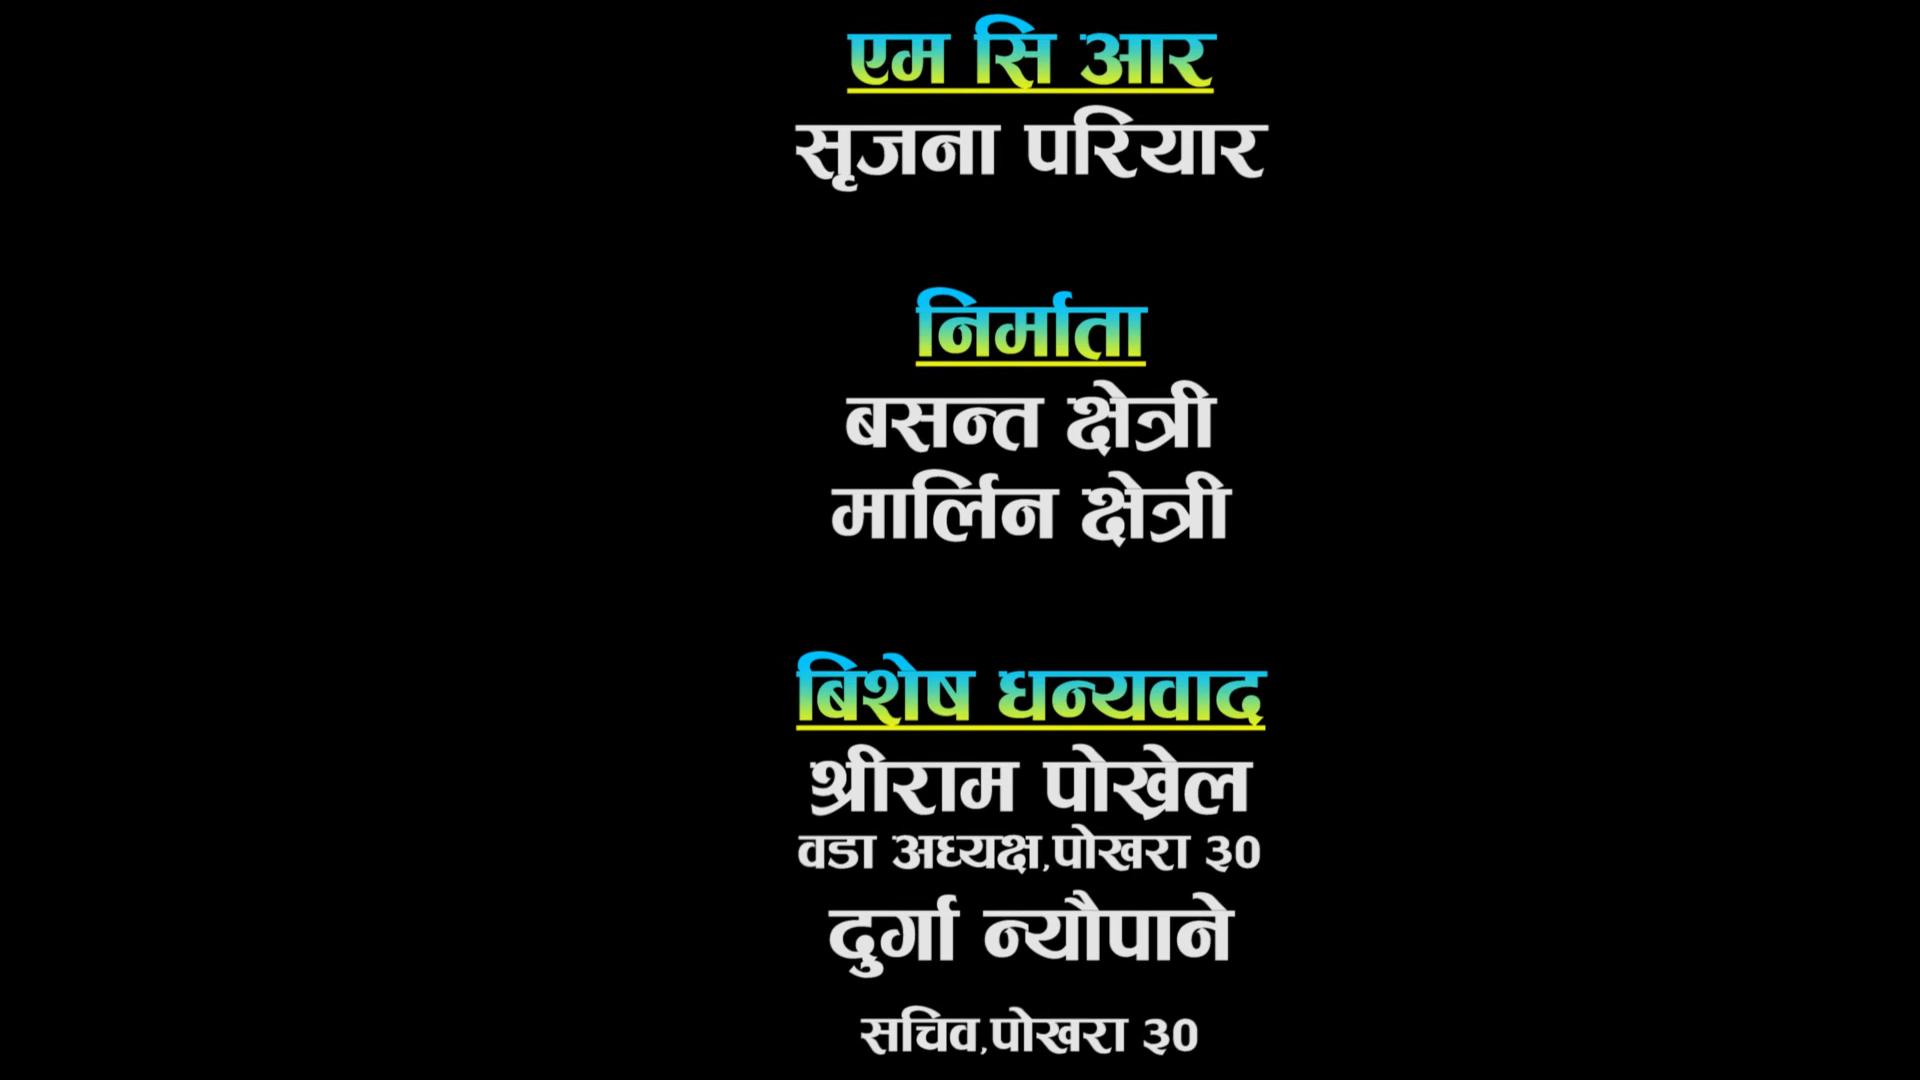 एम सि आर
सृजना परियार
निर्माता
बसन्त क्षेत्री
मार्लिन क्षेत्री
बिशेष धन्यवाद
श्रीराम पोख्रेल
वडा अध्यक्ष,पोखरा ३०
दुर्गा न्यौपाने
सचिव,पोखरा ३०